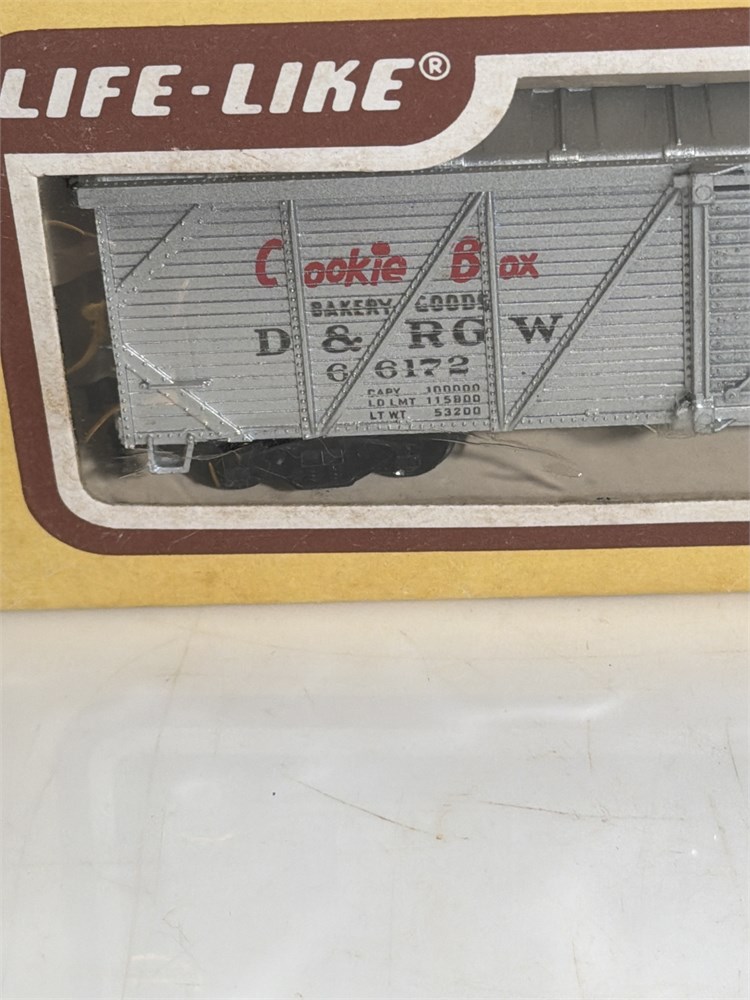 LIFE-LIKE®
Cookie Box
BAKERY GOODS
D & RGW
66172
CAPY 100000
LD LMT 115800
LT WT 53200